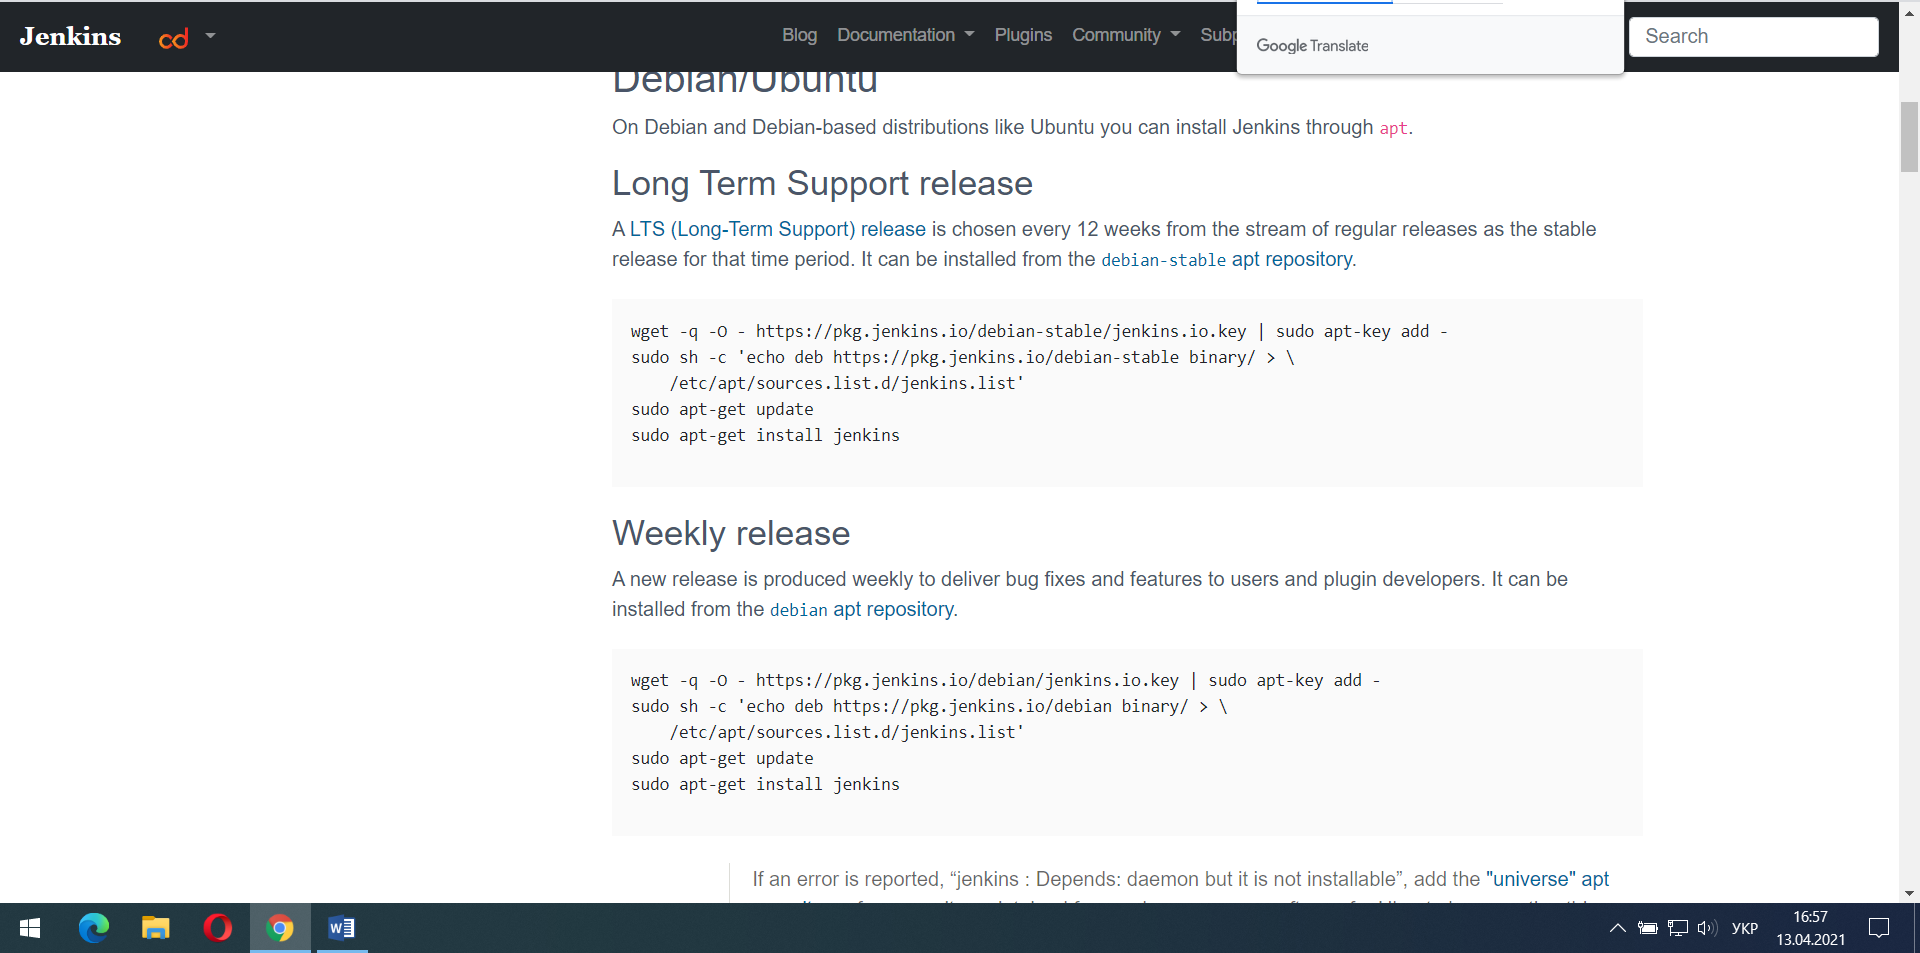 Jenkins
Blog Documentation Plugins Community Subp
Google Translate
Search
Debian/Ubuntu
On Debian and Debian-based distributions like Ubuntu you can install Jenkins through apt.
Long Term Support release
A LTS (Long-Term Support) release is chosen every 12 weeks from the stream of regular releases as the stable
release for that time period. It can be installed from the debian-stable apt repository.
wget -q -O - https://pkg.jenkins.io/debian-stable/jenkins.io.key | sudo apt-key add -
sudo sh -c 'echo deb https://pkg.jenkins.io/debian-stable binary/ > \
    /etc/apt/sources.list.d/jenkins.list'
sudo apt-get update
sudo apt-get install jenkins
Weekly release
A new release is produced weekly to deliver bug fixes and features to users and plugin developers. It can be
installed from the debian apt repository.
wget -q -O - https://pkg.jenkins.io/debian/jenkins.io.key | sudo apt-key add -
sudo sh -c 'echo deb https://pkg.jenkins.io/debian binary/ > \
    /etc/apt/sources.list.d/jenkins.list'
sudo apt-get update
sudo apt-get install jenkins
If an error is reported, “jenkins : Depends: daemon but it is not installable”, add the "universe" apt
УКР
16:57
13.04.2021